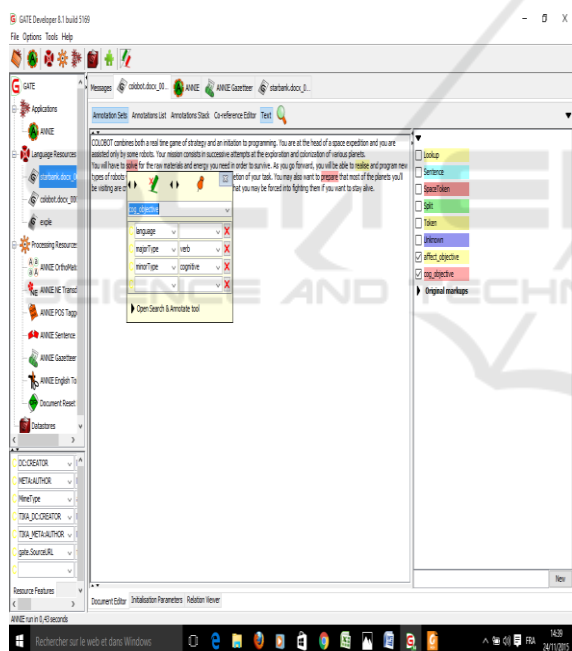 GATE Developer 8.1 build 5169
File Options Tools Help
GATE
Applications
ANNIE
Language Resources
starbank.docx_0
colobot.docx_00
exple
Processing Resources
ANNIE OrthoMatc
ANNIE NE Transd
ANNIE POS Tagg
ANNIE Sentence
ANNIE Gazetteer
ANNIE English To
Document Reset
Datastores
DC:CREATOR
META:AUTHOR
MimeType
TIKA_DC:CREATOR
TIKA_META:AUTHOR
gate.SourceURL
Resource Features
Messages colobot.docx_00... ANNIE ANNIE Gazetteer starbank.docx_0...
Annotation Sets Annotations List Annotations Stack Co-reference Editor Text
COLOBOT combines both a real time game of strategy and an initiation to programming. You are at the head of a space expedition and you are
assisted only by some robots. Your mission consists in successive attempts at the exploration and colonization of various planets.
You will have to solve for the raw materials and energy you need in order to survive. As you go forward, you will be able to realise and program new
types of robots etion of your task. You may also want to prepare that most of the planets you'll
be visiting are that you may be forced into fighting them if you want to stay alive.
cog_objective
language
majorType verb
minorType cognitive
Open Search & Annotate tool
Lookup
Sentence
SpaceToken
Split
Token
Unknown
affect_objective
cog_objective
Original markups
New
Document Editor Initialisation Parameters Relation Viewer
ANNIE run in 0,43 seconds
SCIENCE AND TECHN
Rechercher sur le web et dans Windows
FRA
14:39
24/11/2015